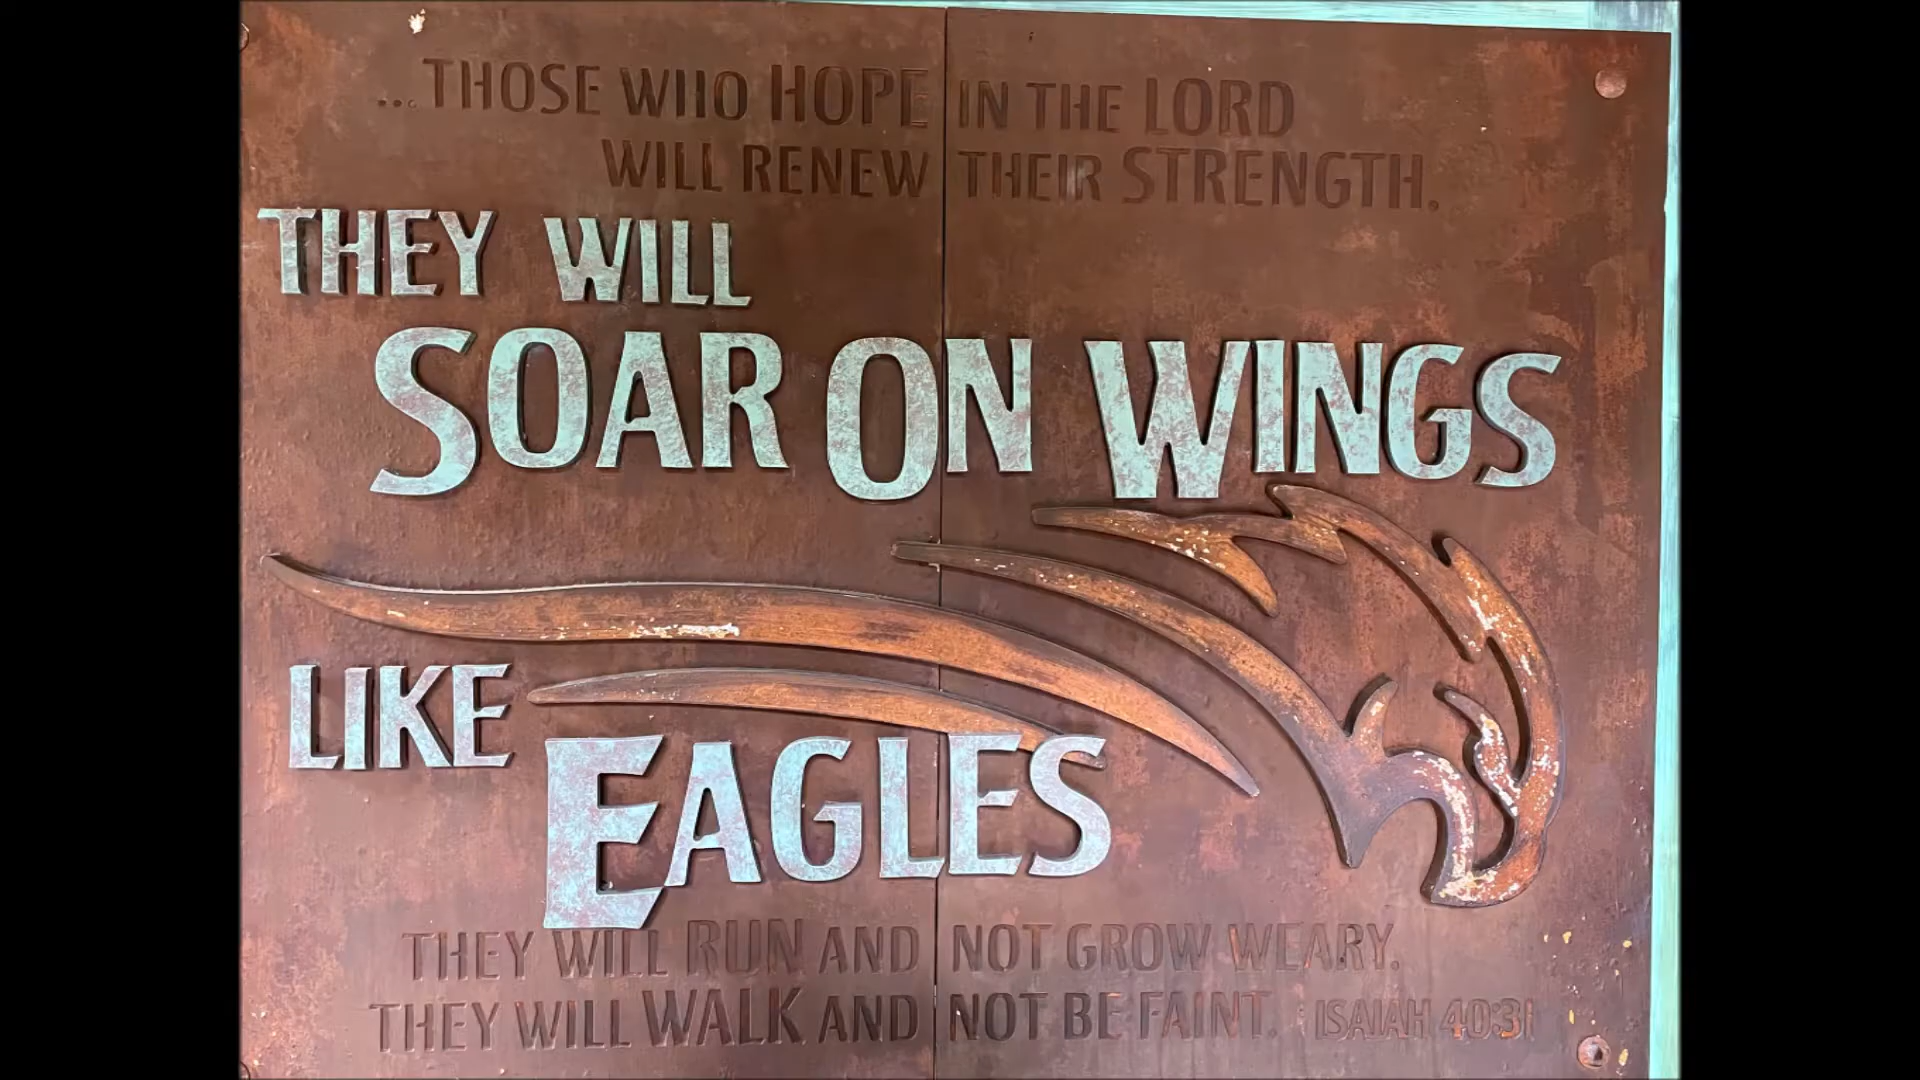 ...THOSE WHO HOPE IN THE LORD
WILL RENEW THEIR STRENGTH.
THEY WILL
SOAR ON WINGS
LIKE
EAGLES
THEY WILL RUN AND NOT GROW WEARY.
THEY WILL WALK AND NOT BE FAINT. ISAIAH 40:31